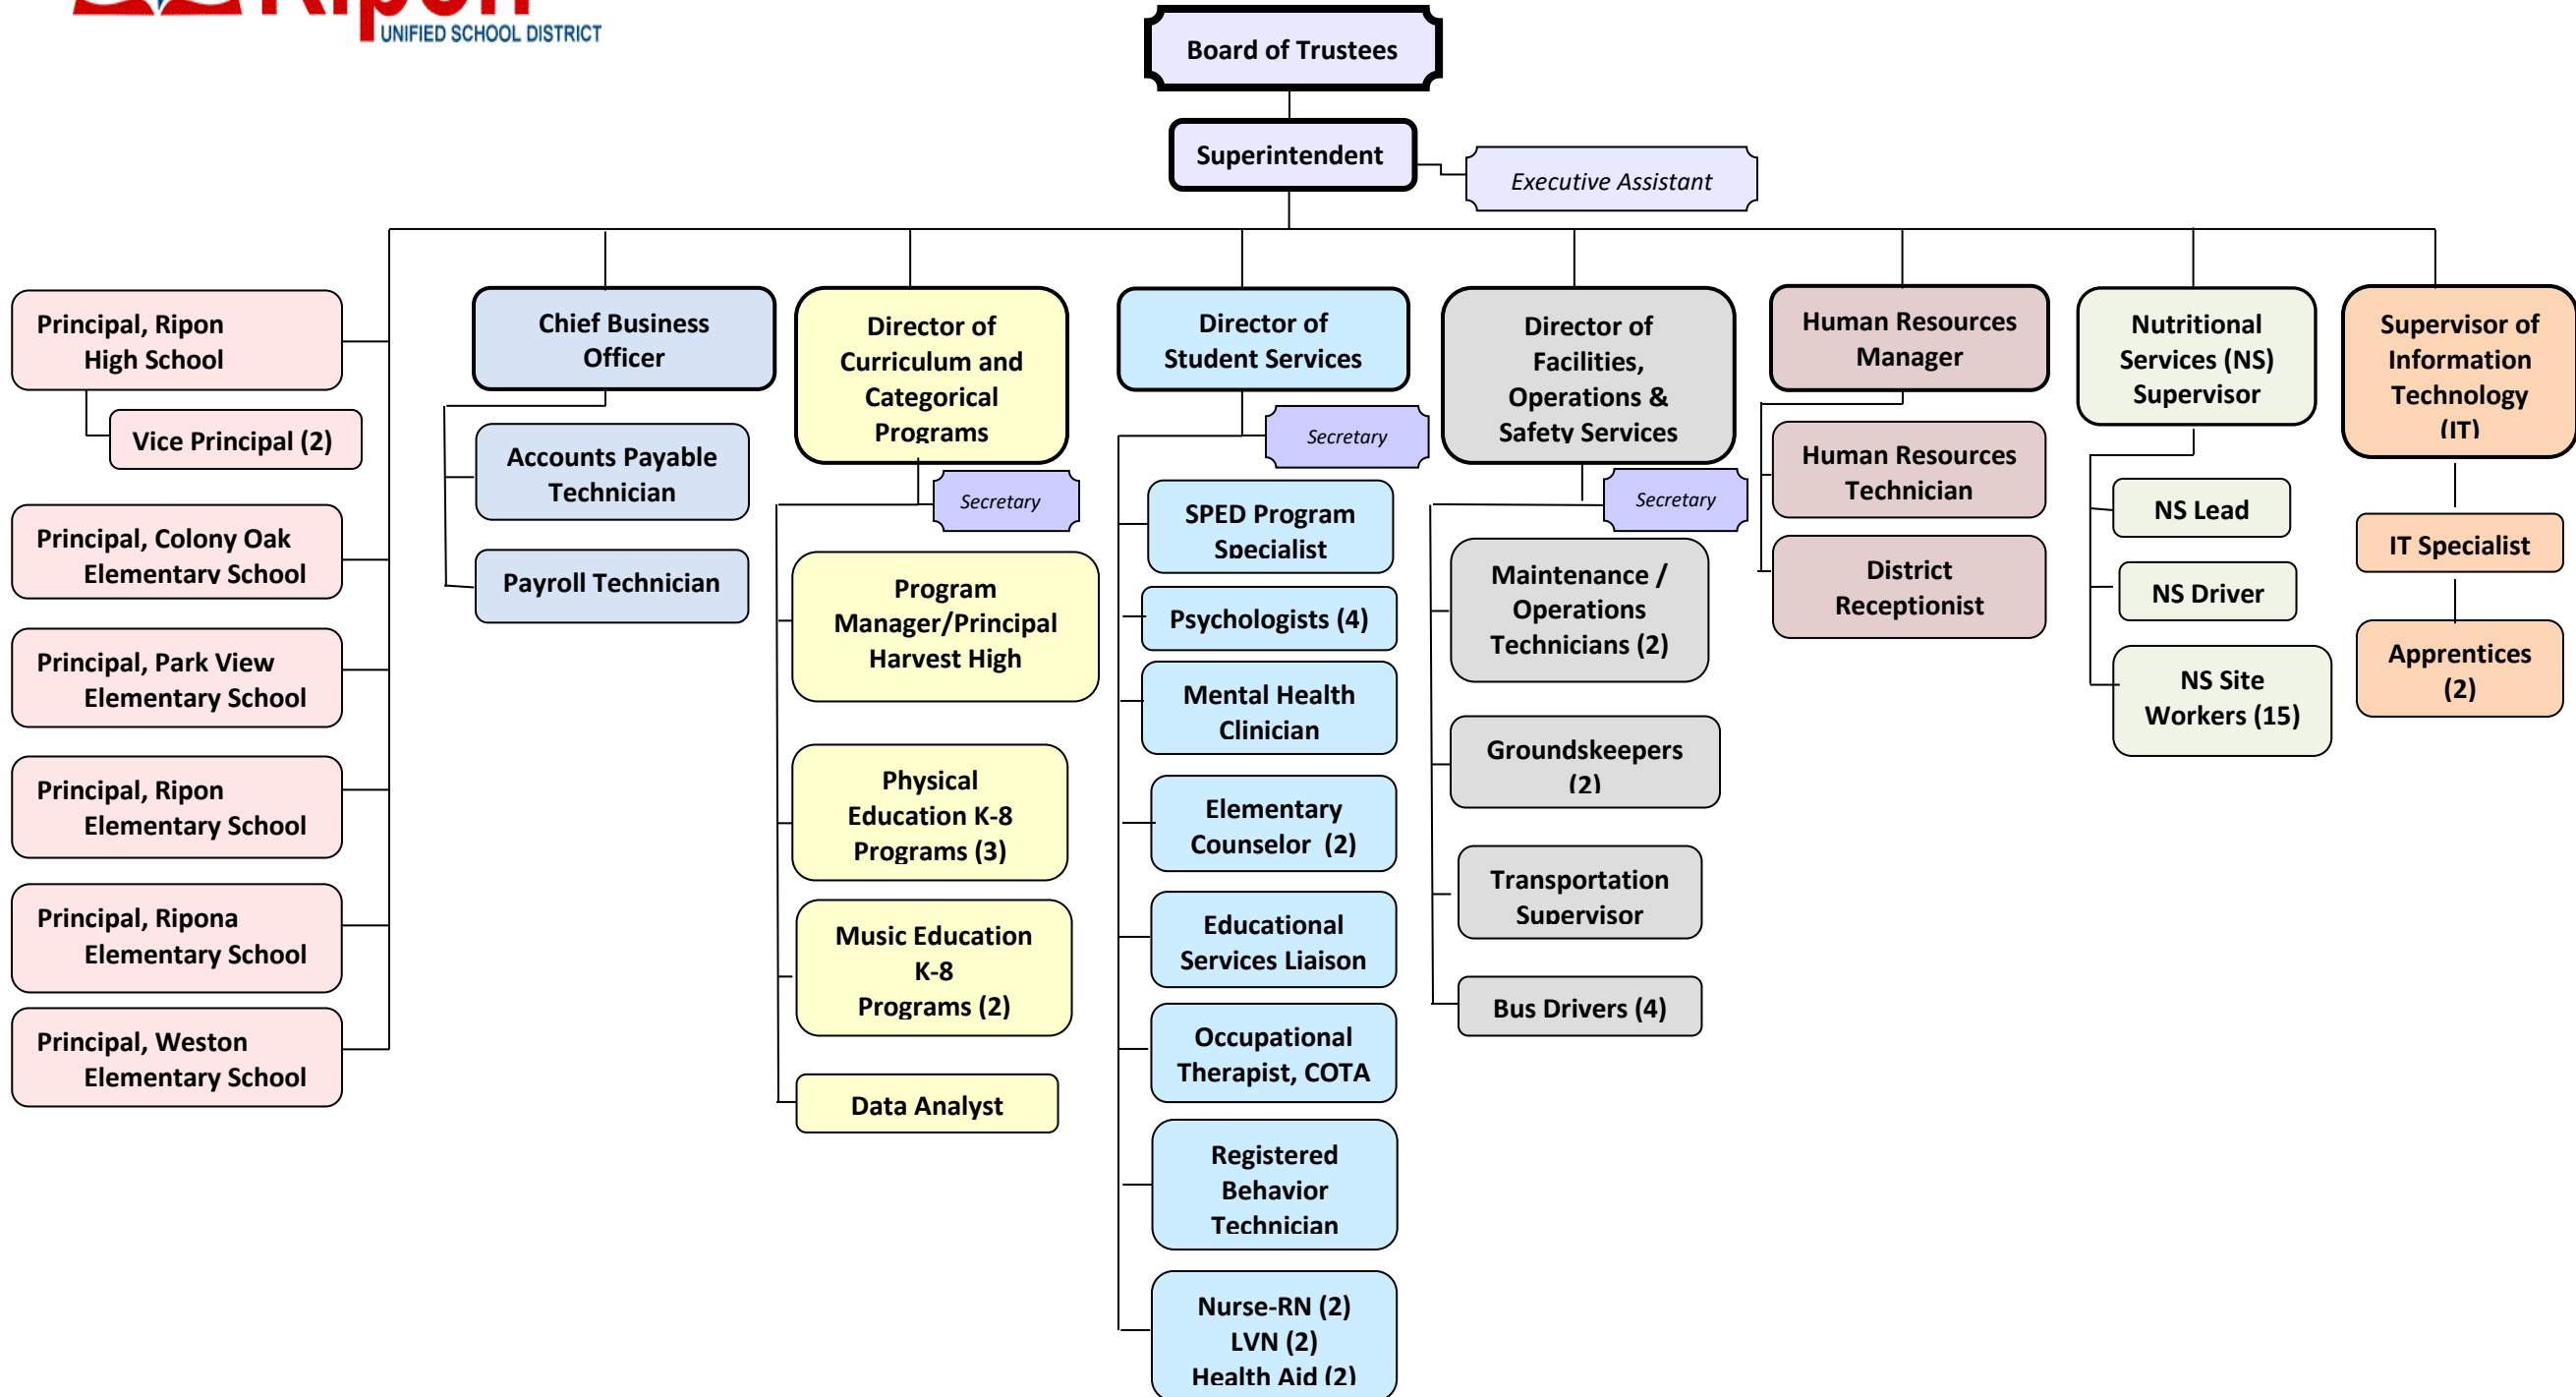 Ripon
UNIFIED SCHOOL DISTRICT
Board of Trustees
Superintendent
Executive Assistant
Principal, Ripon
High School
Vice Principal (2)
Principal, Colony Oak
Elementary School
Principal, Park View
Elementary School
Principal, Ripon
Elementary School
Principal, Ripona
Elementary School
Principal, Weston
Elementary School
Chief Business
Officer
Accounts Payable
Technician
Payroll Technician
Director of
Curriculum and
Categorical
Programs
Secretary
Program
Manager/Principal
Harvest High
Physical
Education K-8
Programs (3)
Music Education
K-8
Programs (2)
Data Analyst
Director of
Student Services
Secretary
SPED Program
Specialist
Psychologists (4)
Mental Health
Clinician
Elementary
Counselor (2)
Educational
Services Liaison
Occupational
Therapist, COTA
Registered
Behavior
Technician
Nurse-RN (2)
LVN (2)
Health Aid (2)
Director of
Facilities,
Operations &
Safety Services
Secretary
Maintenance /
Operations
Technicians (2)
Groundskeepers
(2)
Transportation
Supervisor
Bus Drivers (4)
Human Resources
Manager
Human Resources
Technician
District
Receptionist
Nutritional
Services (NS)
Supervisor
NS Lead
NS Driver
NS Site
Workers (15)
Supervisor of
Information
Technology
(IT)
IT Specialist
Apprentices
(2)